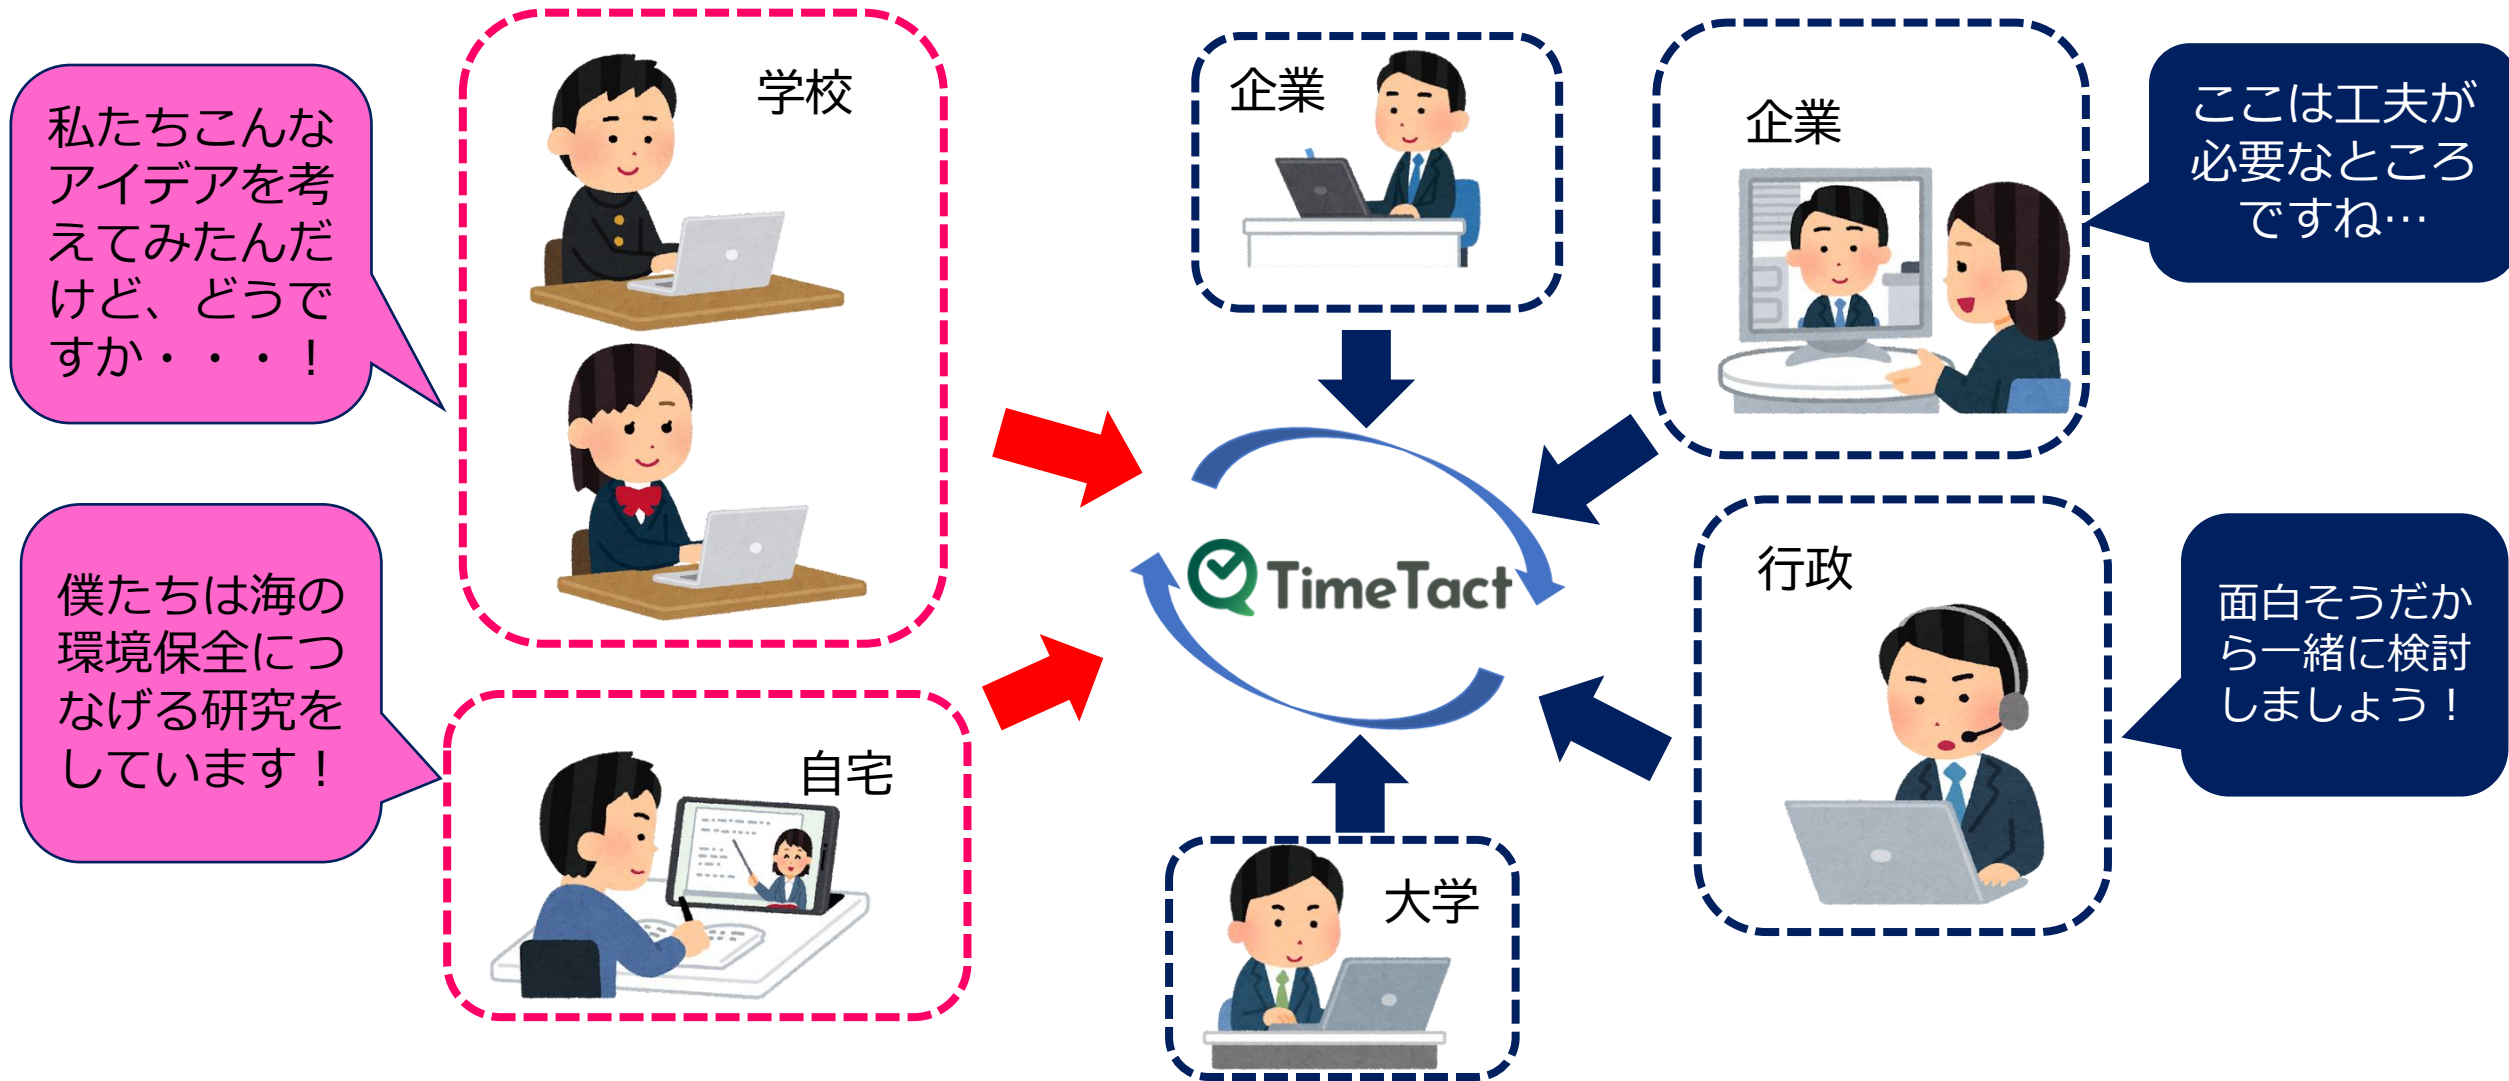 私たちこんな
アイデアを考
えてみたんだ
けど、どうで
すか・・・！
僕たちは海の
環境保全につ
なげる研究を
しています！
学校
自宅
企業
TimeTact
大学
企業
行政
ここは工夫が
必要なところ
ですね…
面白そうだか
ら一緒に検討
しましょう！